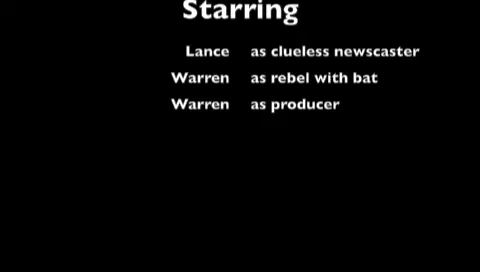 Starring
Lance as clueless newscaster
Warren as rebel with bat
Warren as producer